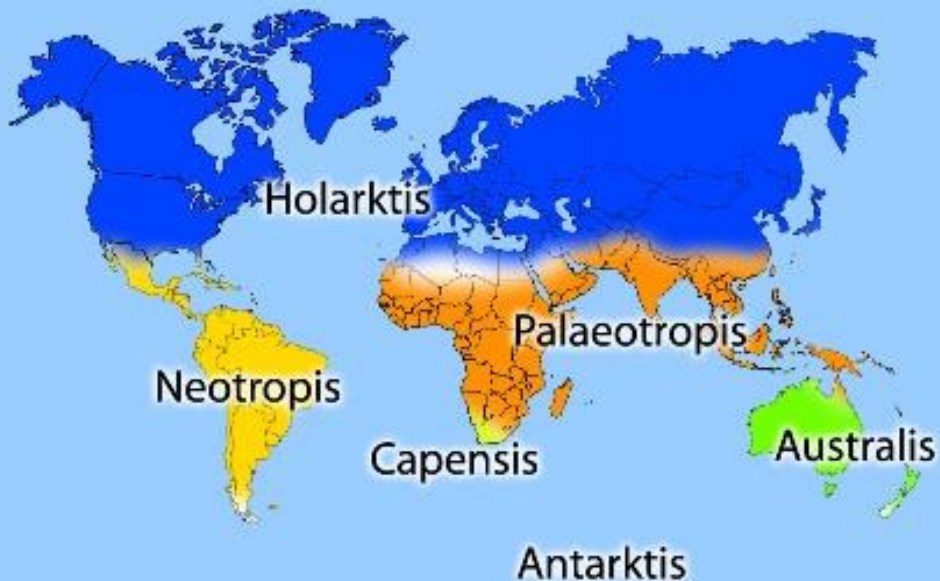 Holarktis
Palaeotropis
Neotropis
Capensis
Australis
Antarktis